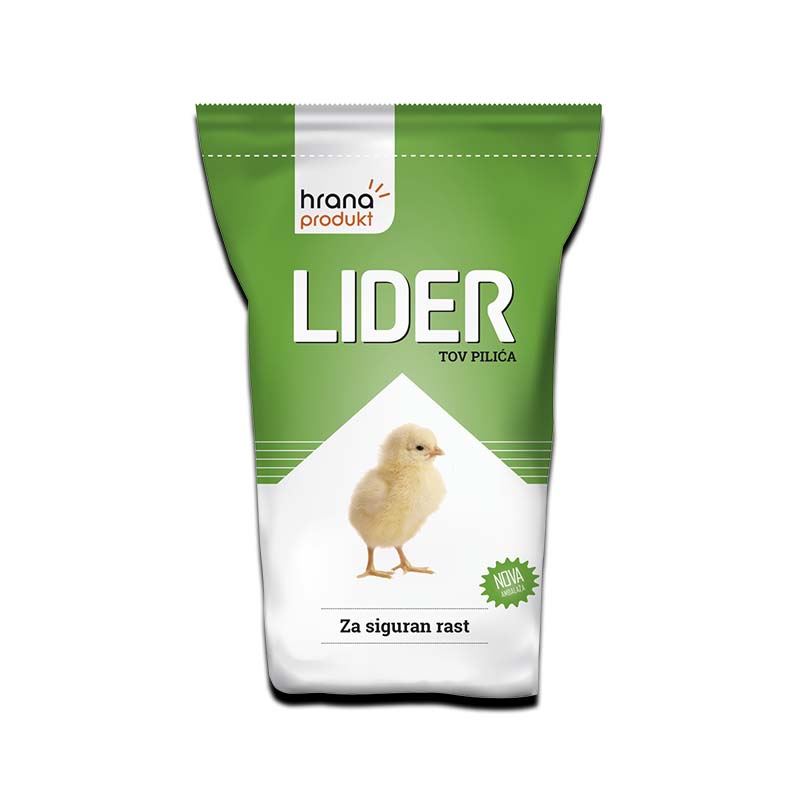 hrana
produkt
LIDER
TOV PILIĆA
NOVA
AMBALAŽA
Za siguran rast